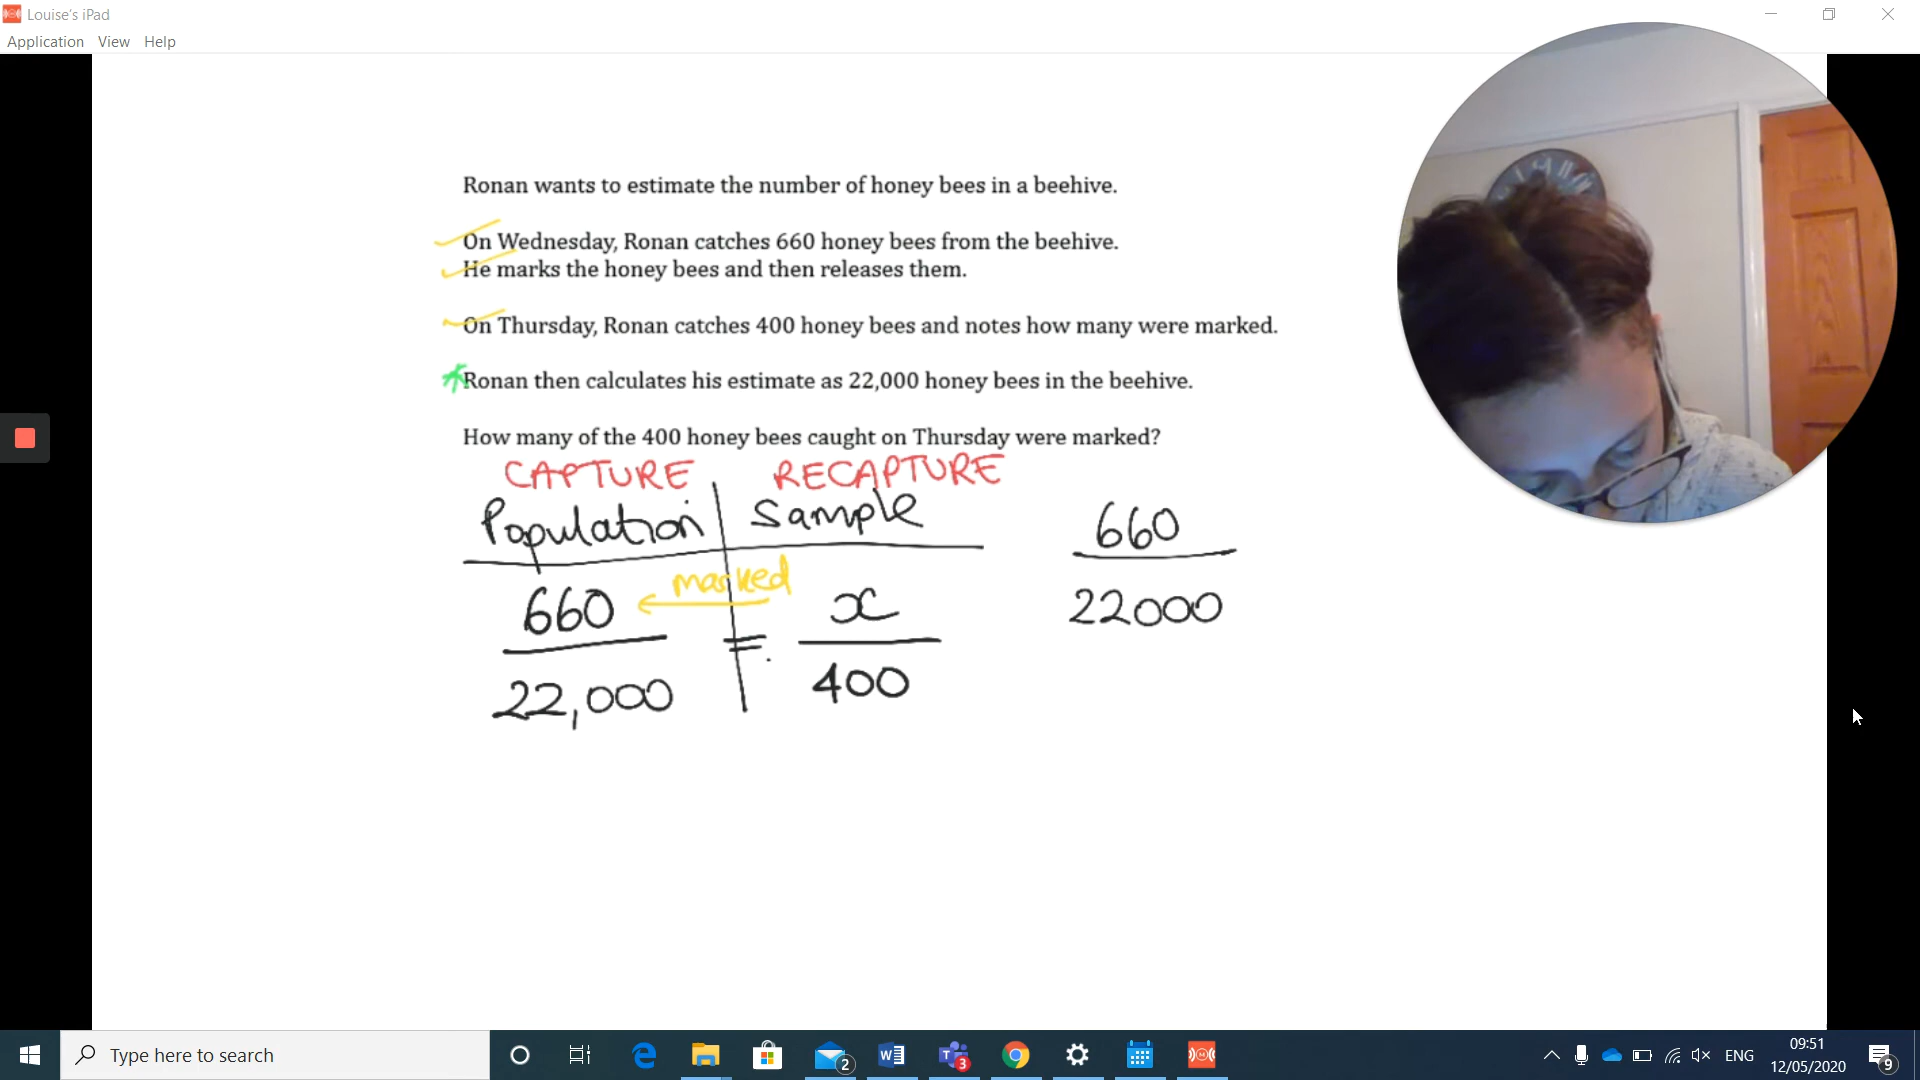 Louise's iPad
Application View Help
Ronan wants to estimate the number of honey bees in a beehive.
On Wednesday, Ronan catches 660 honey bees from the beehive.
He marks the honey bees and then releases them.
On Thursday, Ronan catches 400 honey bees and notes how many were marked.
Ronan then calculates his estimate as 22,000 honey bees in the beehive.
How many of the 400 honey bees caught on Thursday were marked?
CAPTURE RECAPTURE
Population Sample
marked
660 = x
22,000 400
660
22000
Type here to search
2
3
ENG
09:51
12/05/2020
9